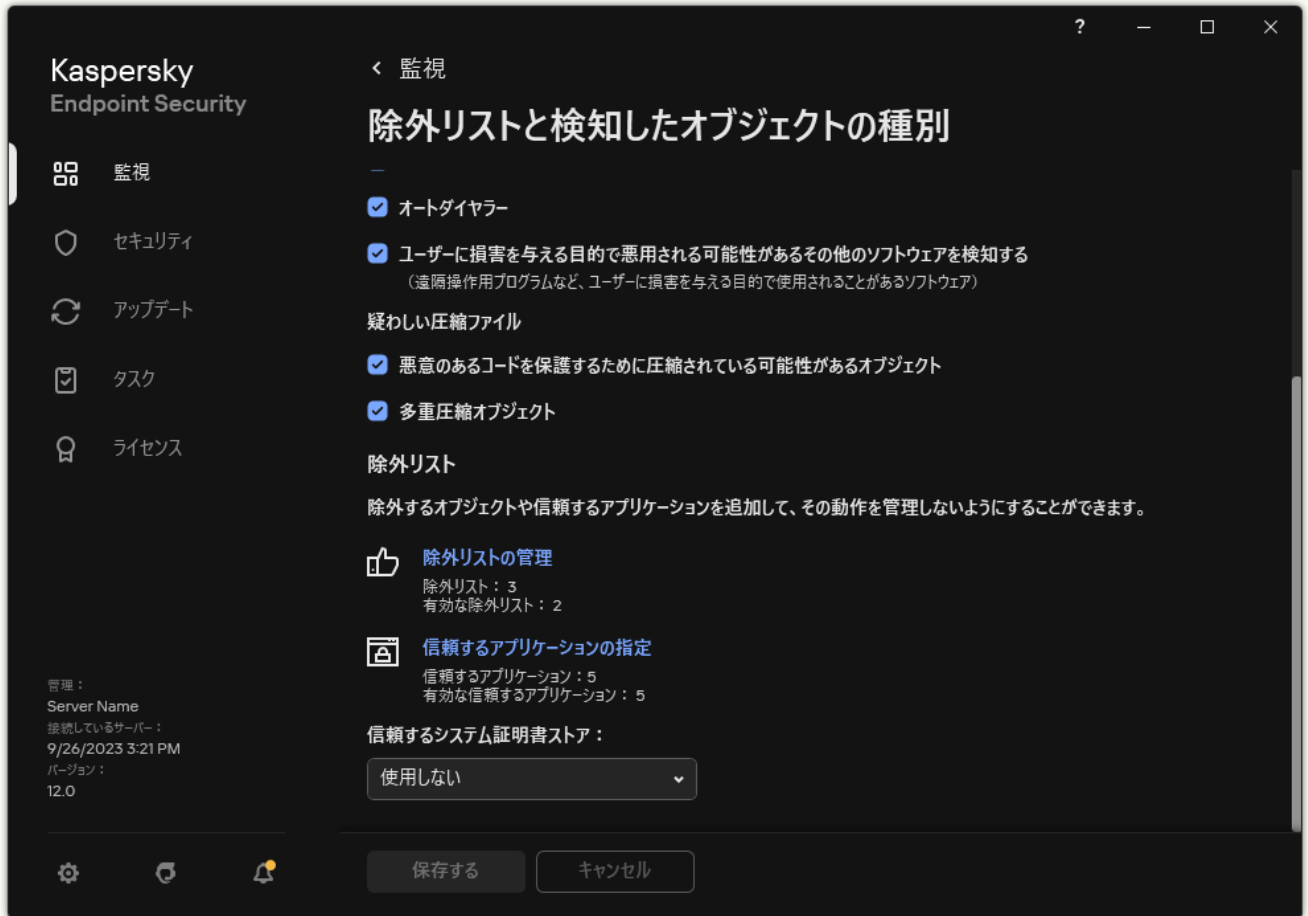 ?
Kaspersky
Endpoint Security
監視
セキュリティ
アップデート
タスク
ライセンス
管理：
Server Name
接続しているサーバー：
9/26/2023 3:21 PM
バージョン：
12.0
監視
除外リストと検知したオブジェクトの種別
オートダイヤラー
ユーザーに損害を与える目的で悪用される可能性があるその他のソフトウェアを検知する
（遠隔操作用プログラムなど、ユーザーに損害を与える目的で使用されることがあるソフトウェア）
疑わしい圧縮ファイル
悪意のあるコードを保護するために圧縮されている可能性があるオブジェクト
多重圧縮オブジェクト
除外リスト
除外するオブジェクトや信頼するアプリケーションを追加して、その動作を管理しないようにすることができます。
除外リストの管理
除外リスト： 3
有効な除外リスト： 2
信頼するアプリケーションの指定
信頼するアプリケーション：5
有効な信頼するアプリケーション： 5
信頼するシステム証明書ストア：
使用しない
保存する
キャンセル